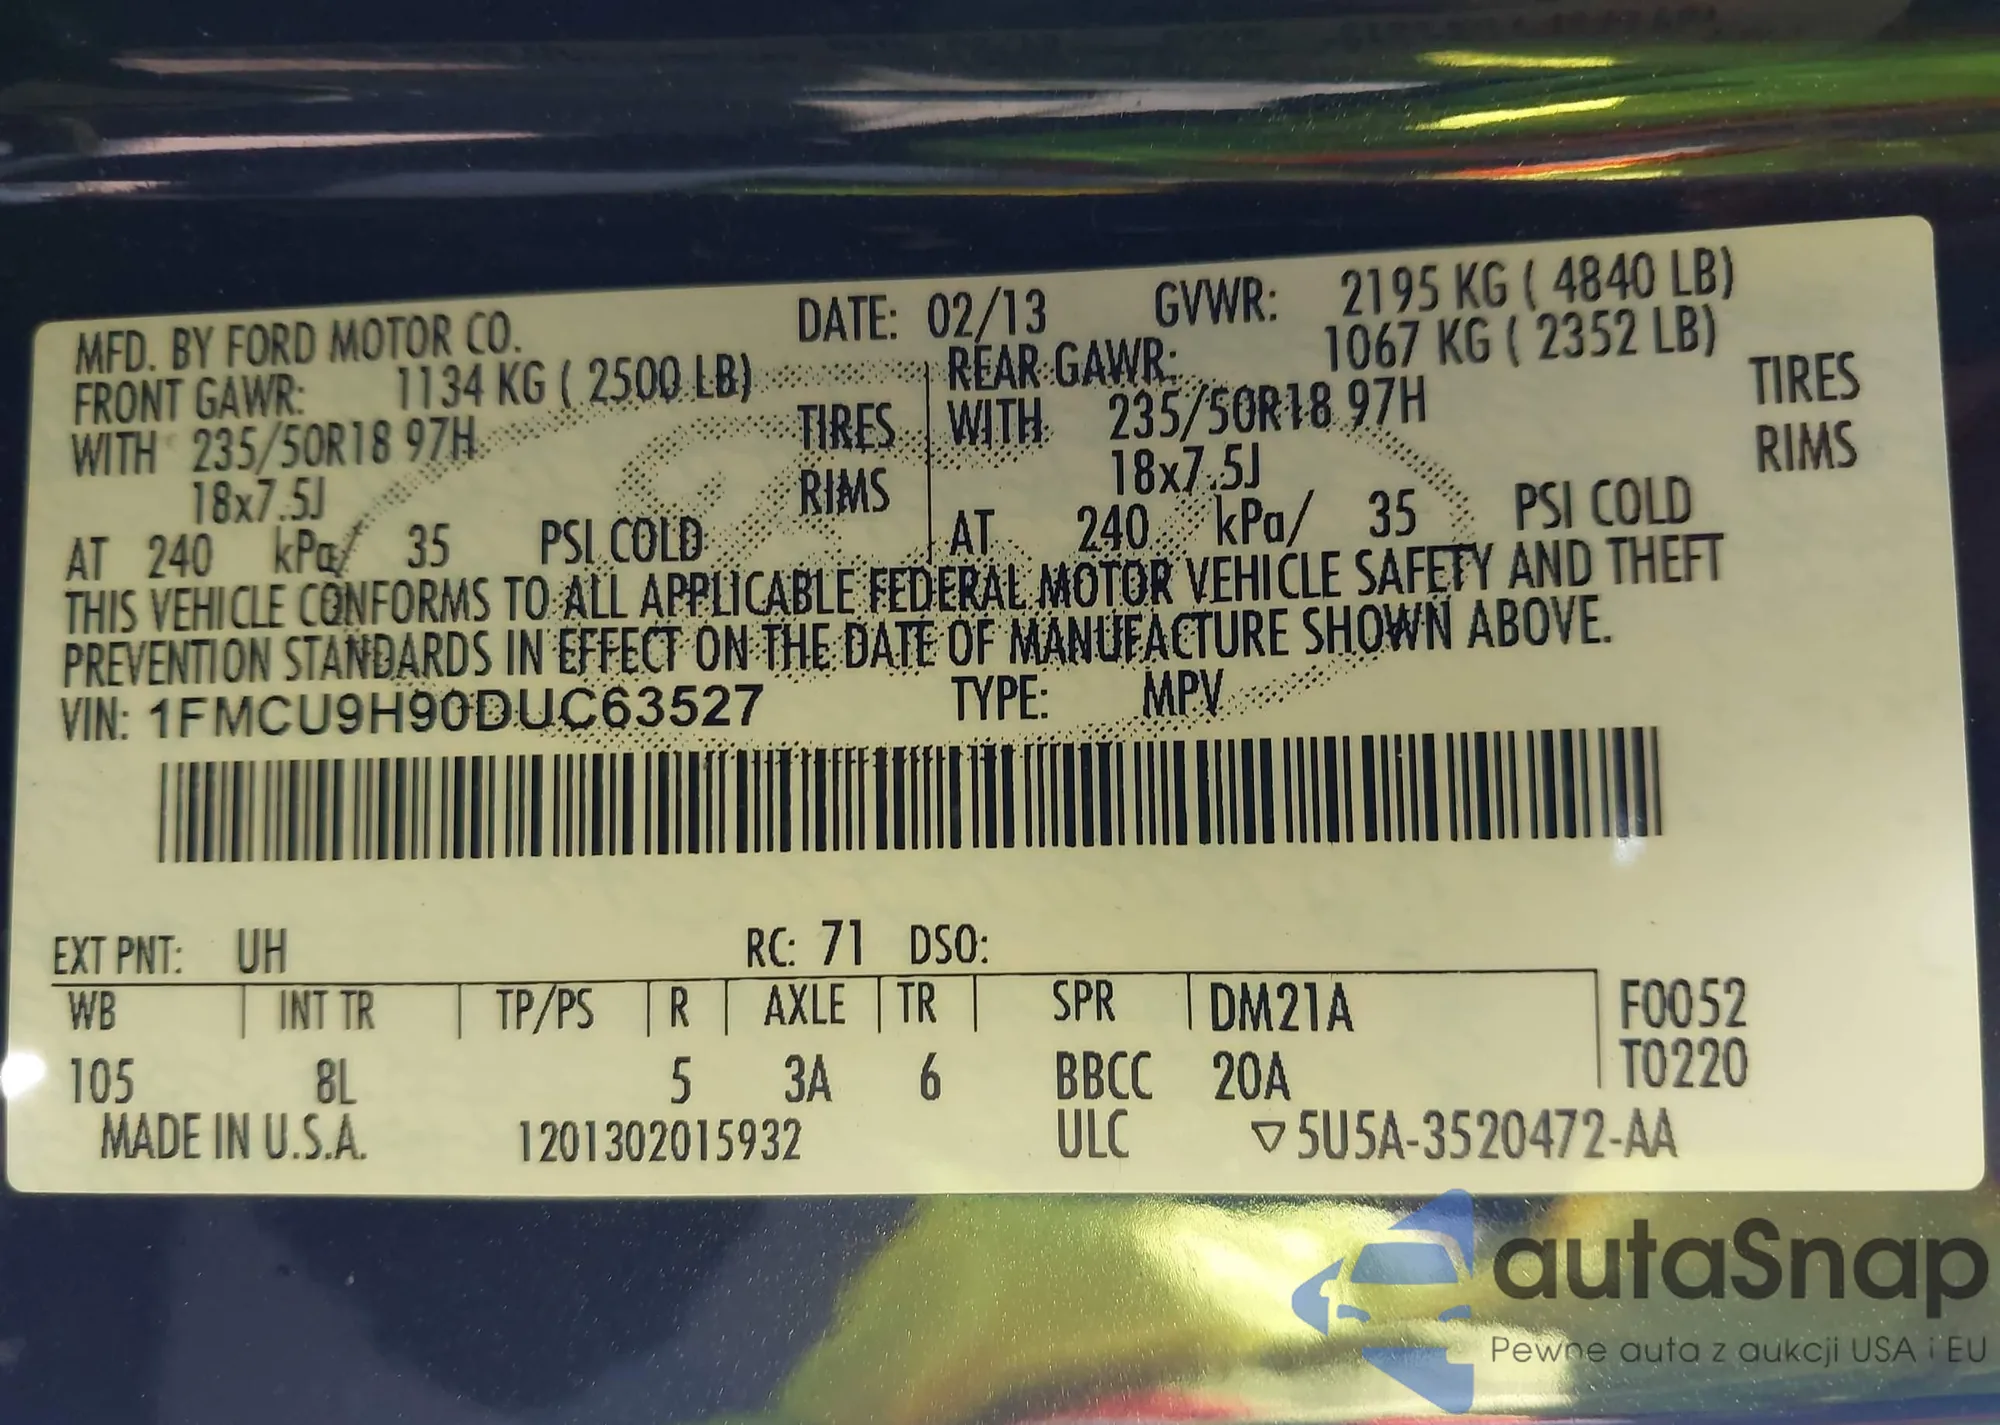 MFD. BY FORD MOTOR CO. DATE: 02/13 GVWR: 2195 KG ( 4840 LB)
FRONT GAWR: 1134 KG ( 2500 LB) REAR GAWR: 1067 KG ( 2352 LB)
WITH 235/50R18 97H TIRES WITH 235/50R18 97H TIRES
18x7.5J RIMS 18x7.5J RIMS
AT 240 kPa/ 35 PSI COLD AT 240 kPa/ 35 PSI COLD
THIS VEHICLE CONFORMS TO ALL APPLICABLE FEDERAL MOTOR VEHICLE SAFETY AND THEFT
PREVENTION STANDARDS IN EFFECT ON THE DATE OF MANUFACTURE SHOWN ABOVE.
VIN: 1FMCU9H90DUC63527 TYPE: MPV
EXT PNT: UH RC: 71 DSO:
WB INT TR TP/PS R AXLE TR SPR DM21A F0052
105 8L 5 3A 6 BBCC 20A T0220
MADE IN U.S.A. 1201302015932 ULC ▽5U5A-3520472-AA
autaSnap
Pewne auta z aukcji USA i EU